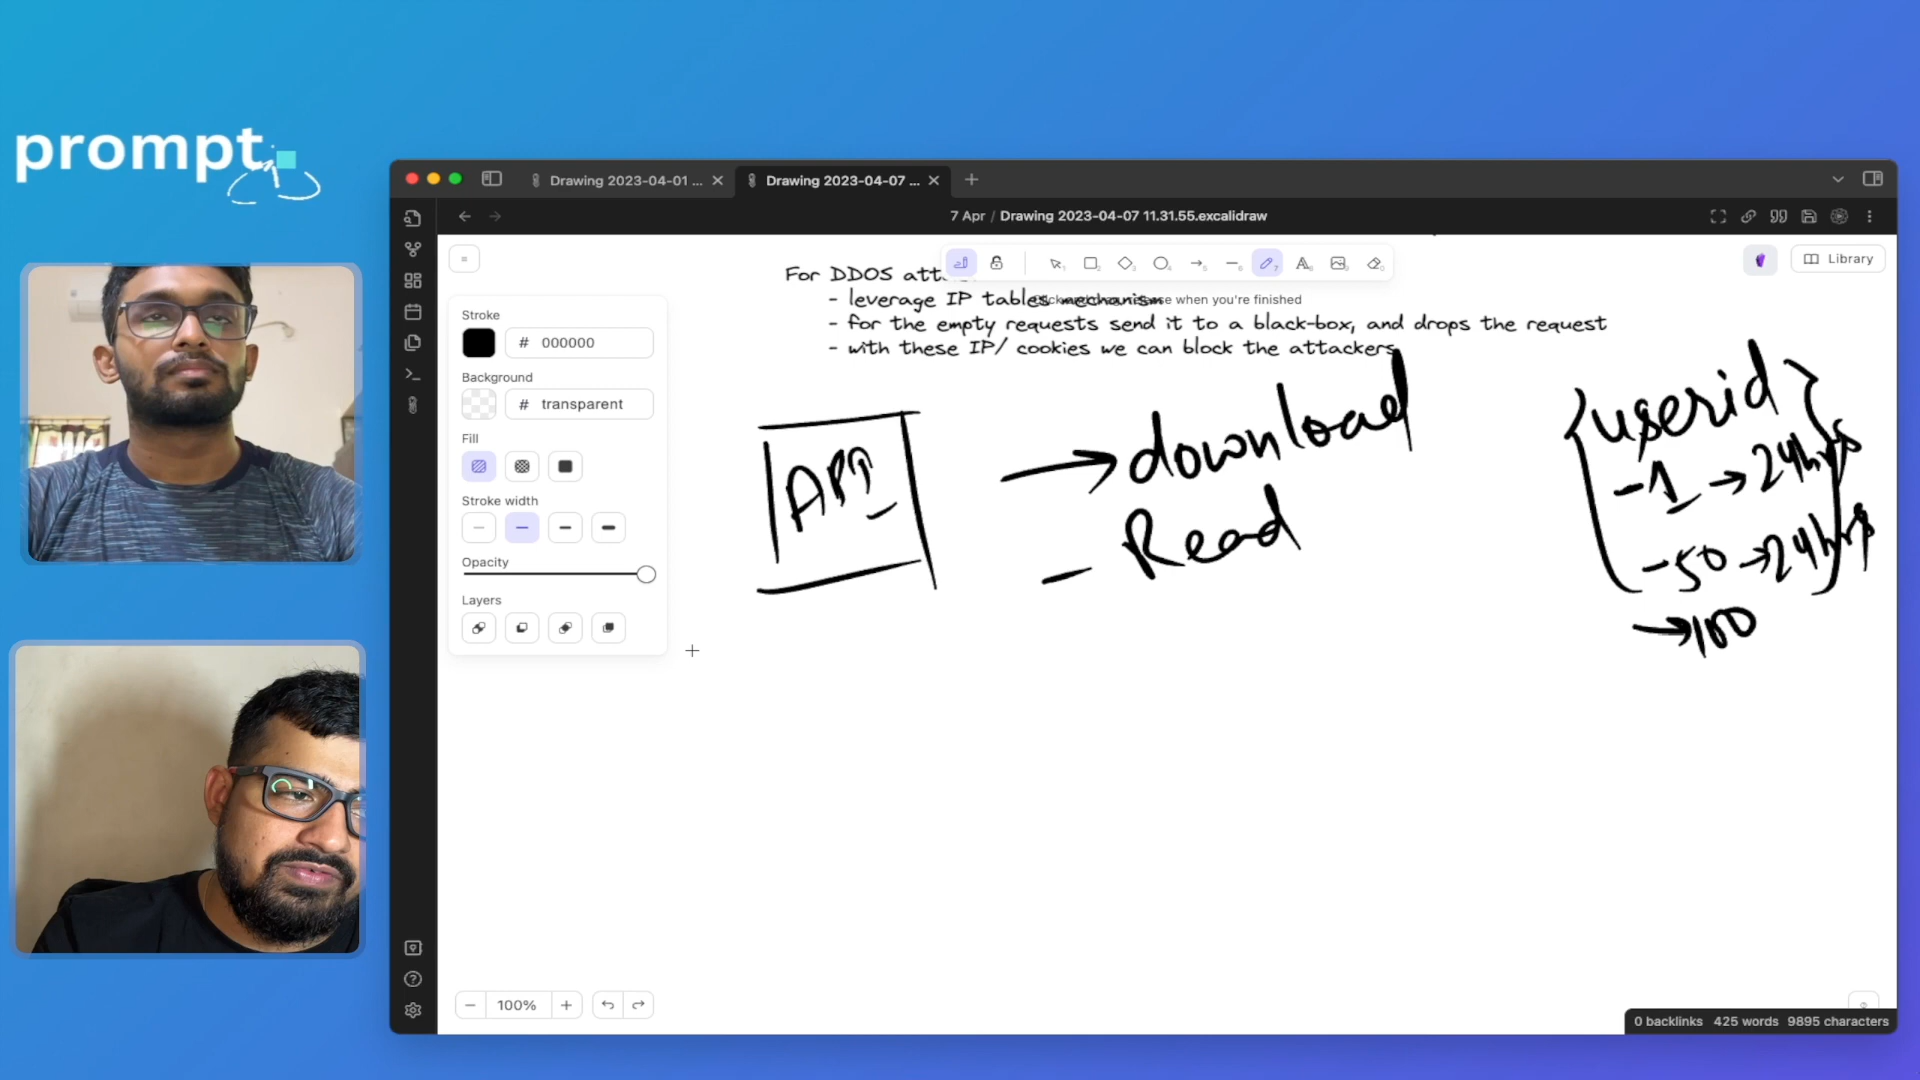 prompt.
Drawing 2023-04-01 ...
Drawing 2023-04-07 ...
7 Apr / Drawing 2023-04-07 11.31.55.excalidraw
Library
For DDOS
- leverage IP tables mechanism
when you're finished
- for the empty requests send it to a black-box, and drops the request
- with these IP/ cookies we can block the attackers
Stroke
# 000000
Background
# transparent
Fill
Stroke width
Opacity
Layers
API
→ download
- Read
{userid}
- 1 → 24hrs
- 50 → 24hrs
→ 100
100%
0 backlinks 425 words 9895 characters